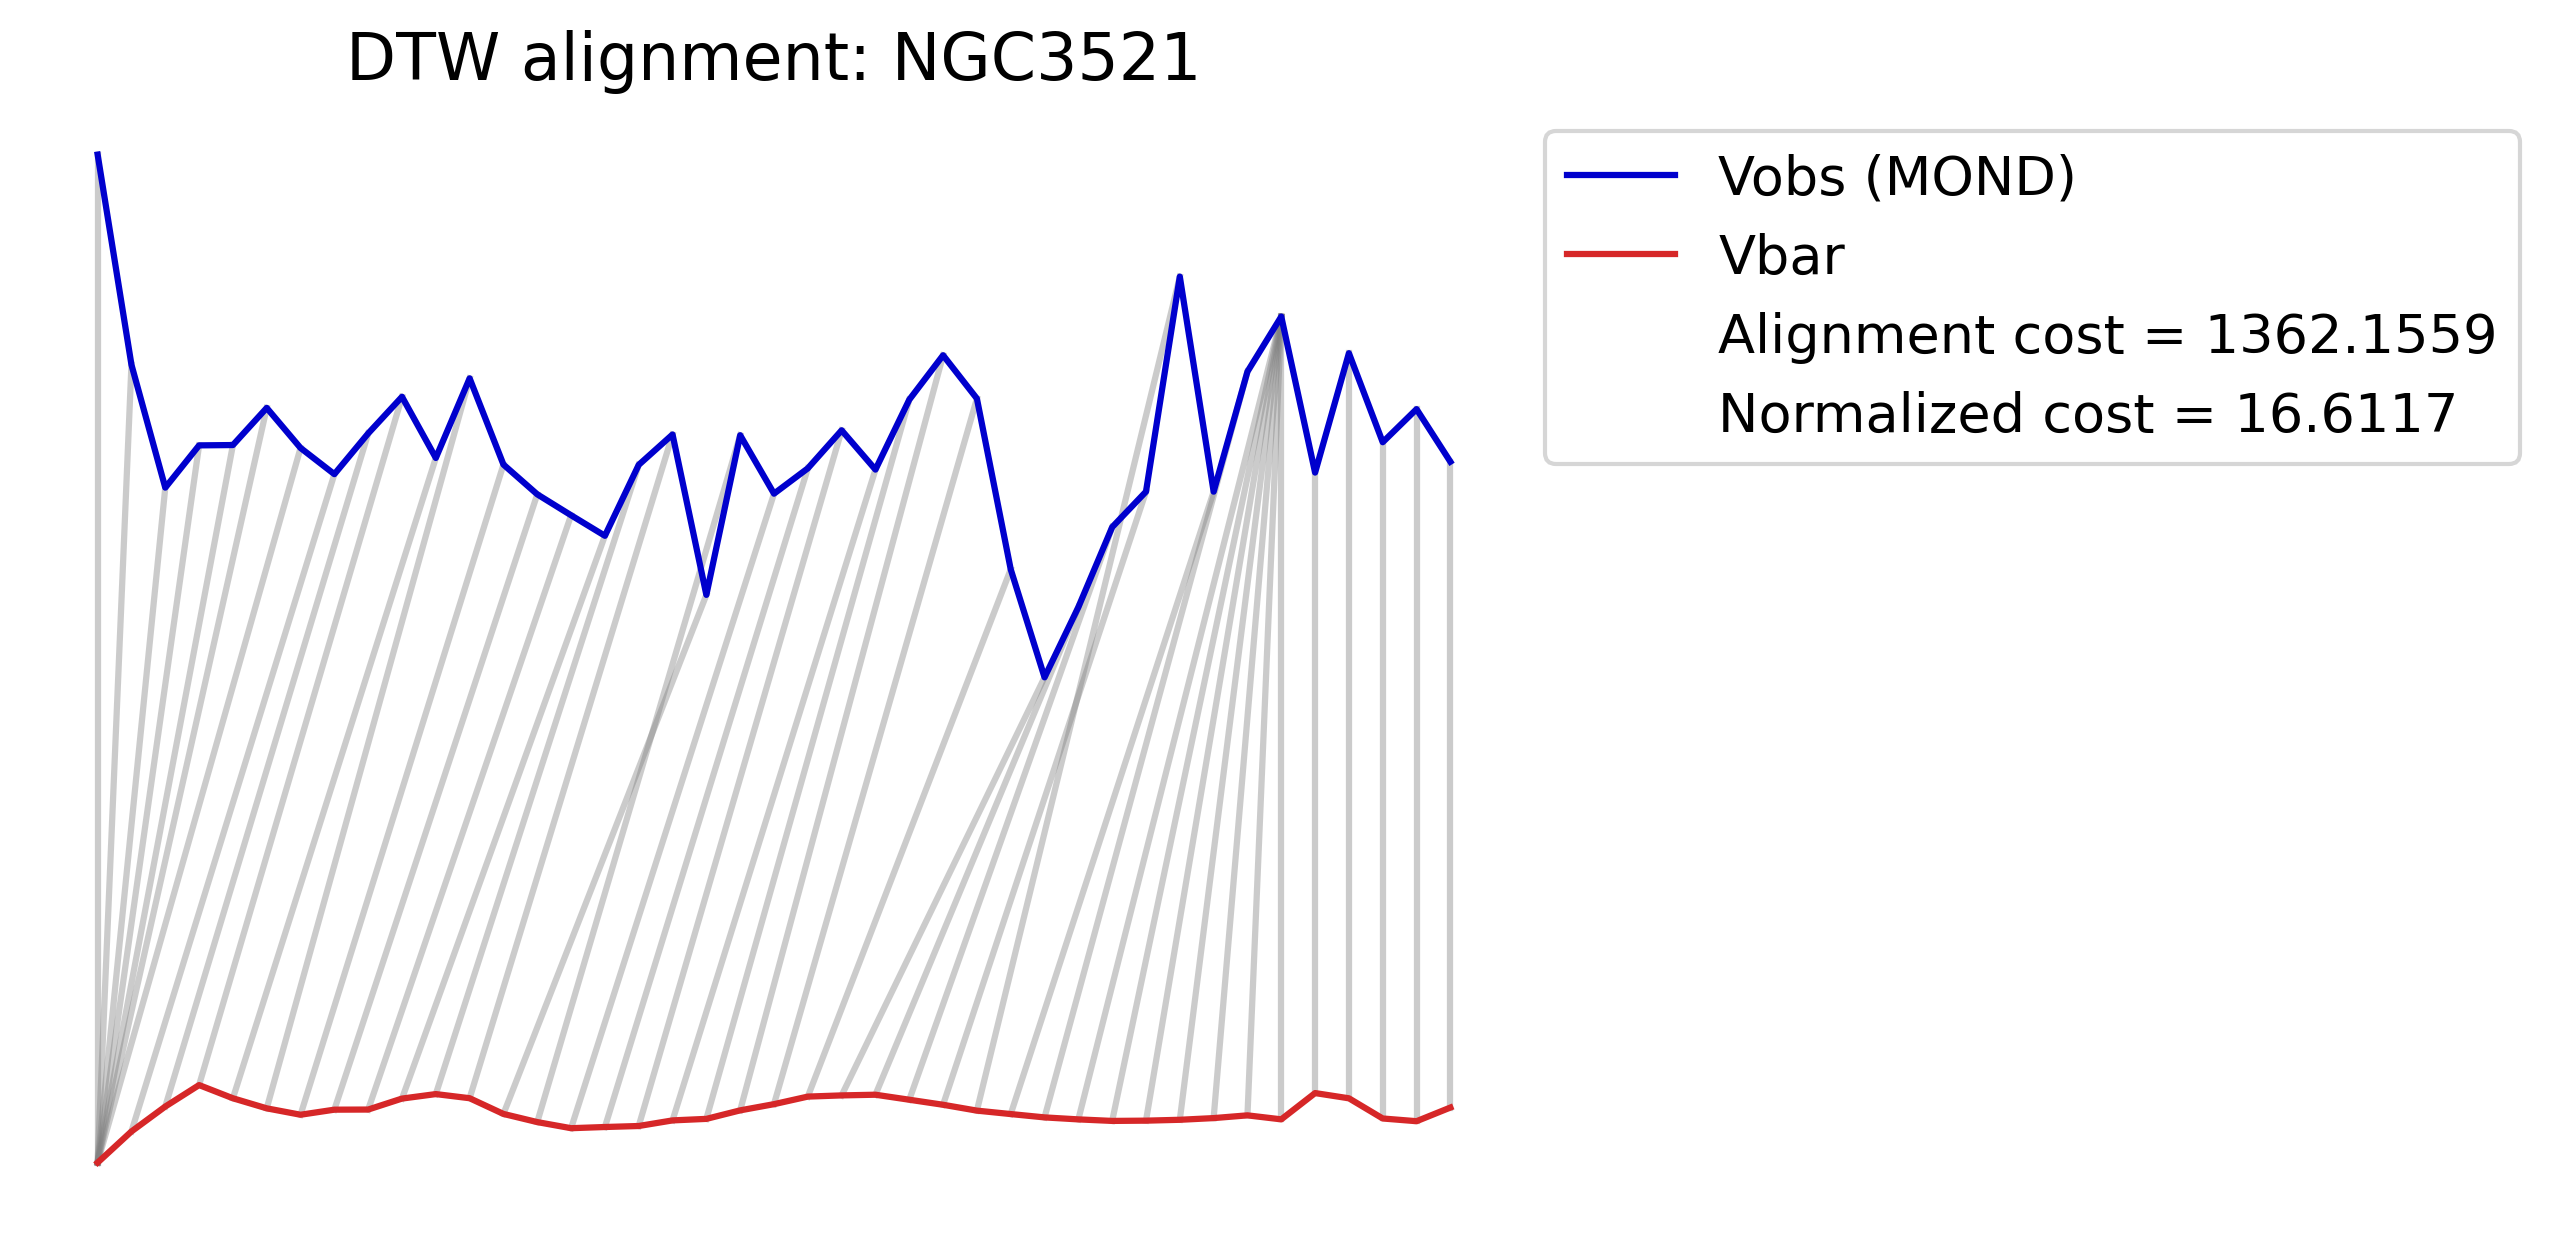 DTW alignment: NGC3521
Vobs (MOND)
Vbar
Alignment cost = 1362.1559
Normalized cost = 16.6117